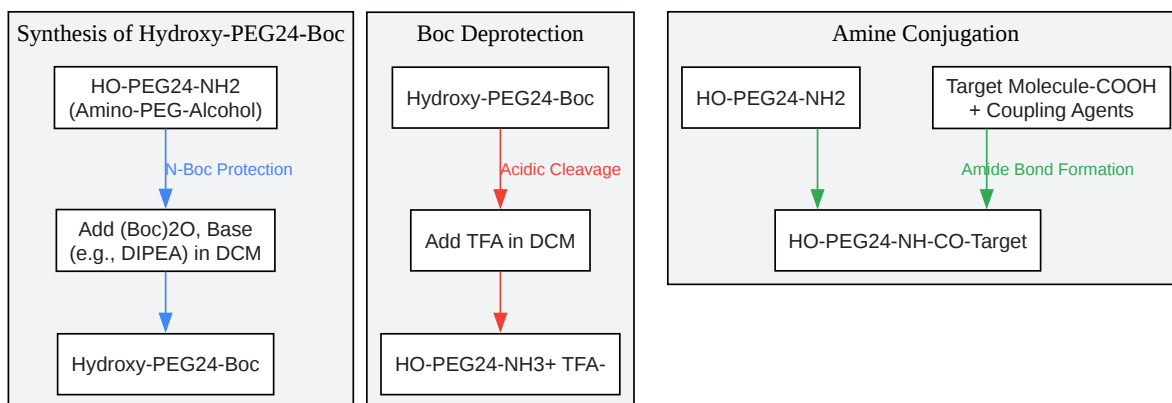 Synthesis of Hydroxy-PEG24-Boc
HO-PEG24-NH2
(Amino-PEG-Alcohol)
N-Boc Protection
Add (Boc)2O, Base
(e.g., DIPEA) in DCM
Hydroxy-PEG24-Boc
Boc Deprotection
Hydroxy-PEG24-Boc
Acidic Cleavage
Add TFA in DCM
HO-PEG24-NH3+ TFA-
Amine Conjugation
HO-PEG24-NH2
Target Molecule-COOH
+ Coupling Agents
Amide Bond Formation
HO-PEG24-NH-CO-Target